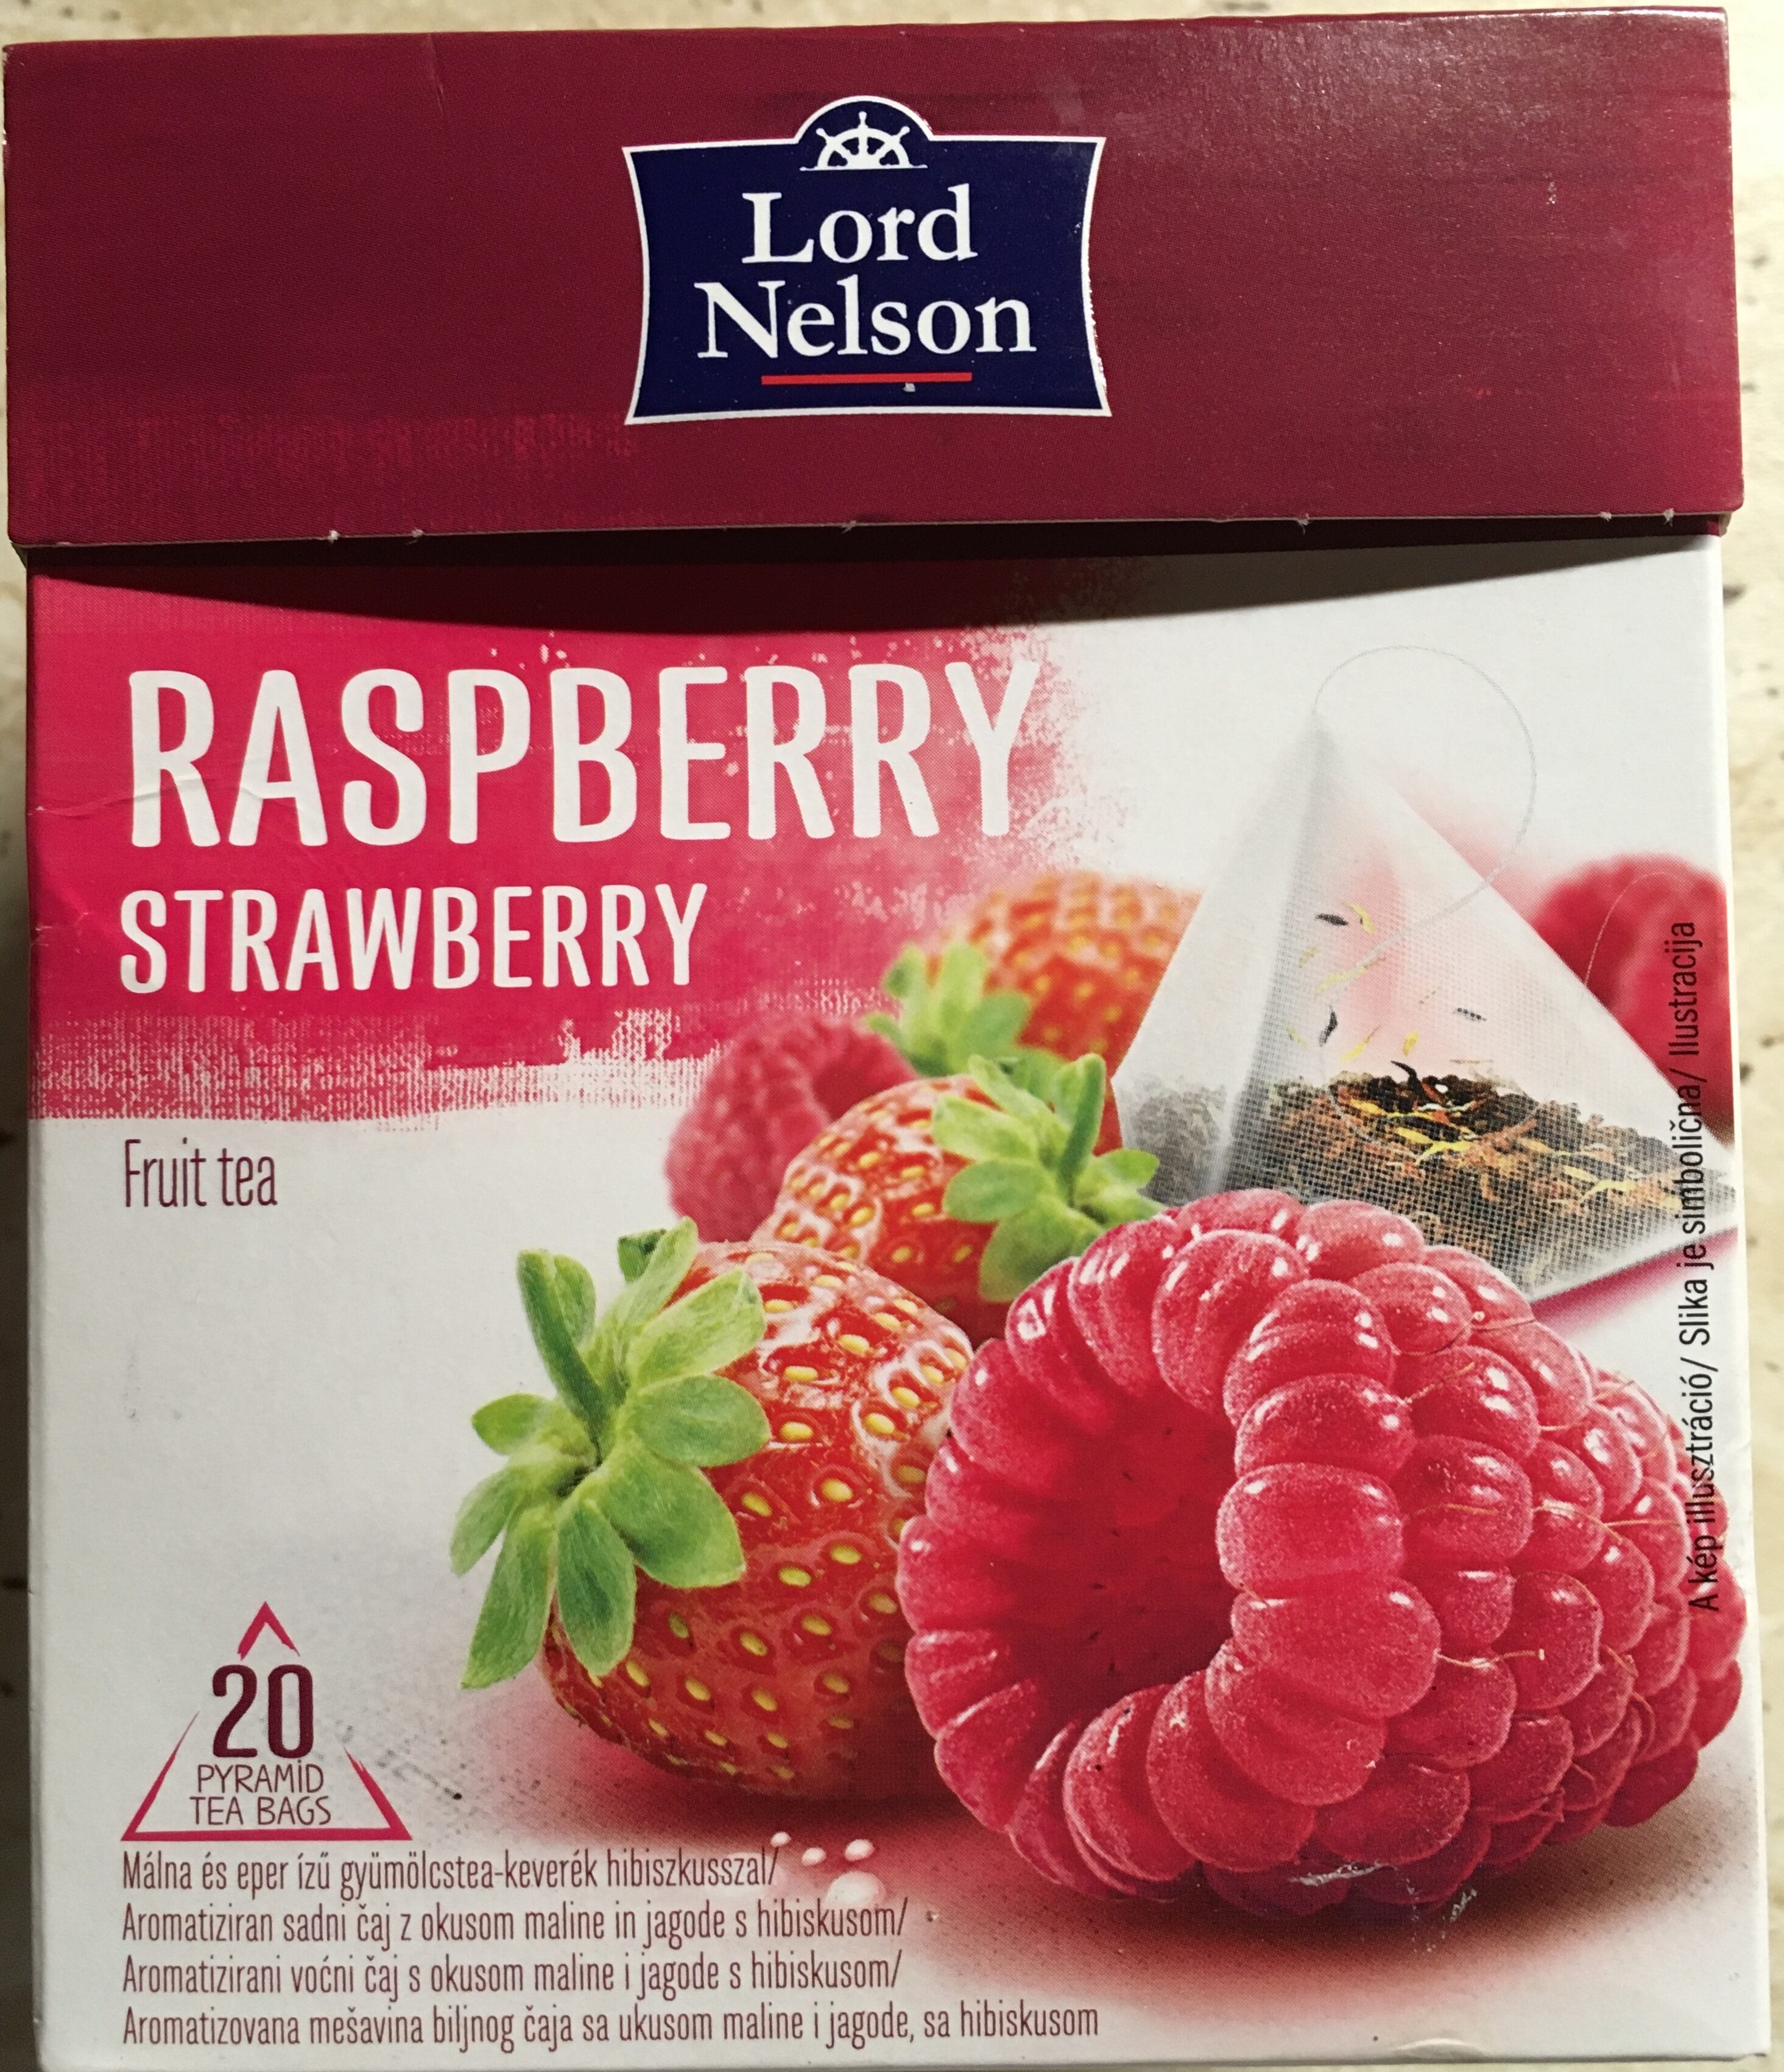 Lord
Nelson
RASPBERRY
STRAWBERRY
Fruit tea
A kép illusztráció/ Slika je simbolična/ Ilustracija
20
PYRAMID
TEA BAGS
Málna és eper ízű gyümölcstea-keverék hibiszkusszal/
Aromatiziran sadni čaj z okusom maline in jagode s hibiskusom/
Aromatizirani voćni čaj s okusom maline i jagode s hibiskusom/
Aromatizovana mešavina biljnog čaja sa ukusom maline i jagode, sa hibiskusom